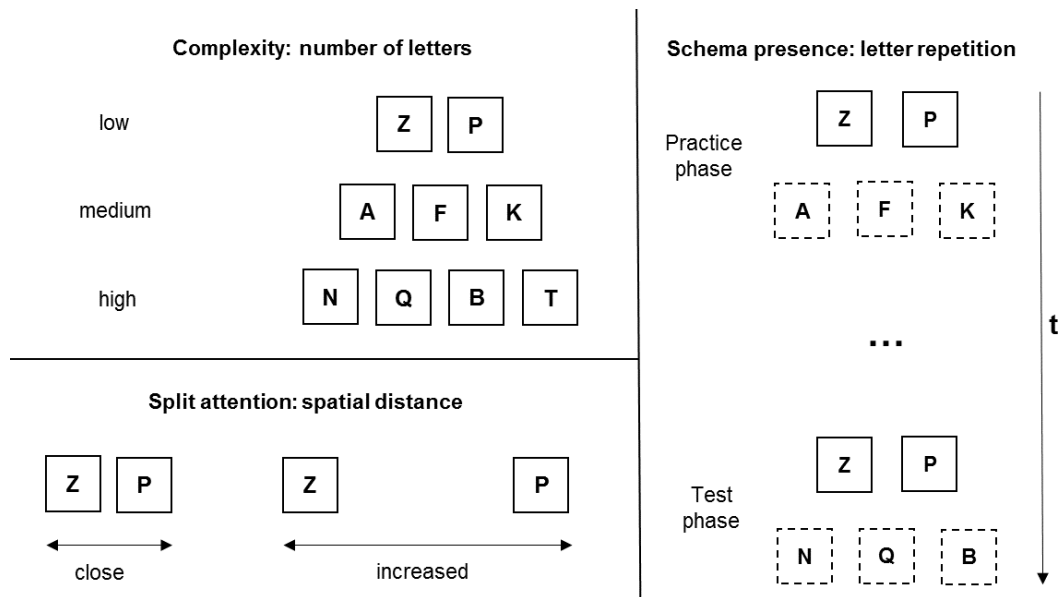 Complexity: number of letters
low
Z P
medium
A F K
high
N Q B T
Split attention: spatial distance
Z P Z P
close increased
Schema presence: letter repetition
Z P
Practice
phase
A F K
...
t
Z P
Test
phase
N Q B